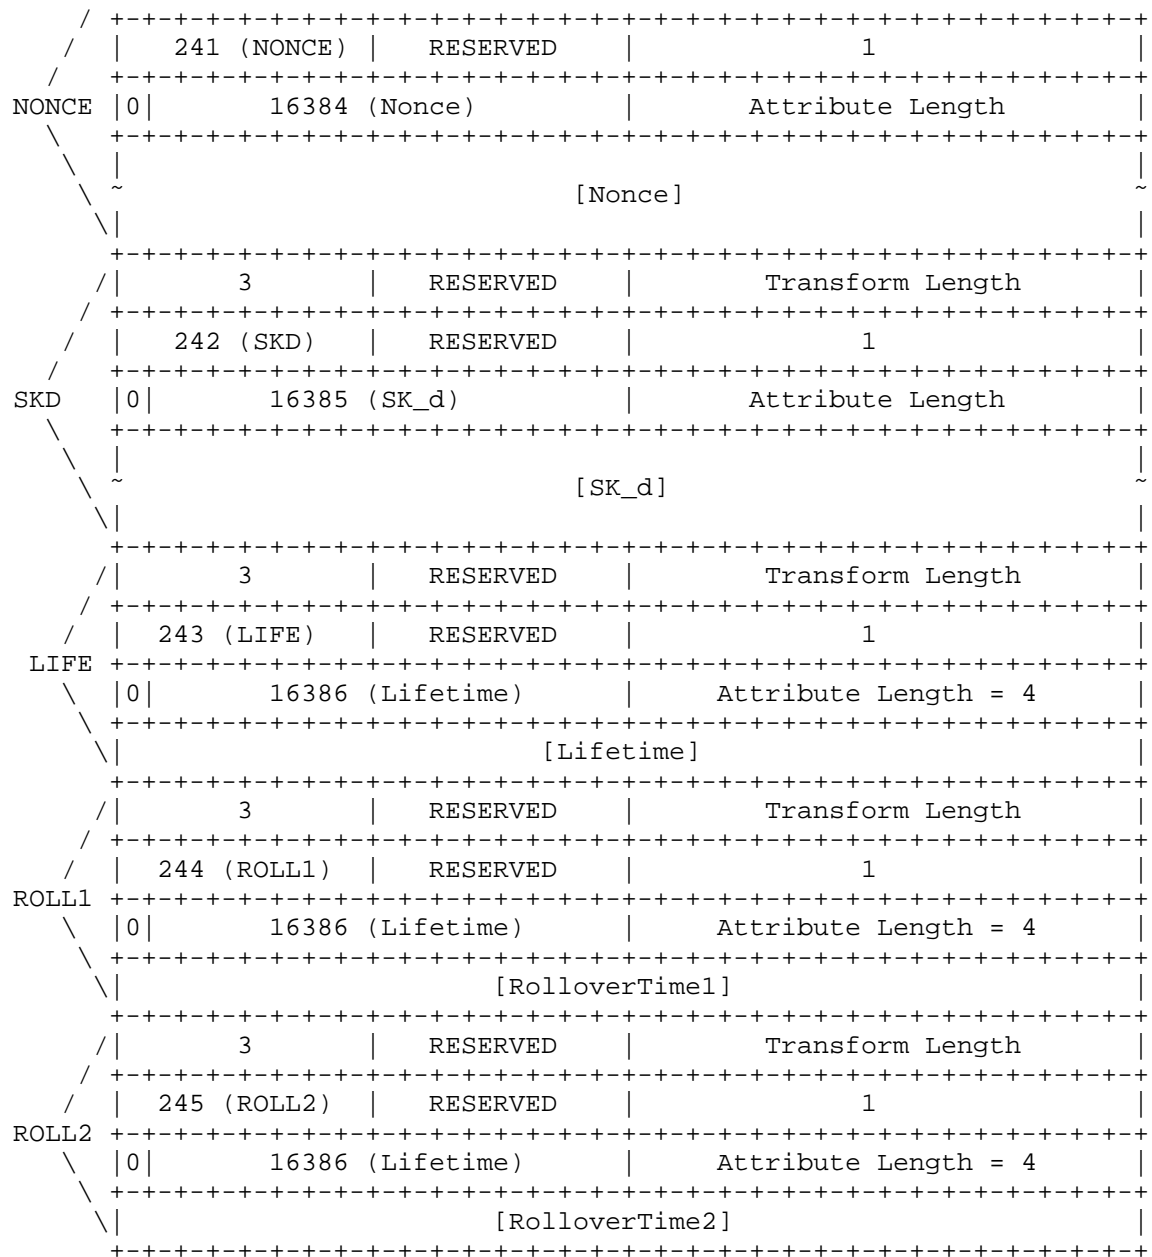 / +-+-+-+-+-+-+-+-+-+-+-+-+-+-+-+-+-+-+-+-+-+-+-+-+-+-+-+-+-+-+-+-+
    /  |   241 (NONCE) |   RESERVED    |              1                |
   /   +-+-+-+-+-+-+-+-+-+-+-+-+-+-+-+-+-+-+-+-+-+-+-+-+-+-+-+-+-+-+-+-+
NONCE  |0|       16384 (Nonce)         |       Attribute Length        |
   \   +-+-+-+-+-+-+-+-+-+-+-+-+-+-+-+-+-+-+-+-+-+-+-+-+-+-+-+-+-+-+-+-+
    \  |                                                               |
     \ ~                            [Nonce]                            ~
      \|                                                               |
       +-+-+-+-+-+-+-+-+-+-+-+-+-+-+-+-+-+-+-+-+-+-+-+-+-+-+-+-+-+-+-+-+
      /|       3       |   RESERVED    |        Transform Length       |
     / +-+-+-+-+-+-+-+-+-+-+-+-+-+-+-+-+-+-+-+-+-+-+-+-+-+-+-+-+-+-+-+-+
    /  |   242 (SKD)   |   RESERVED    |              1                |
   /   +-+-+-+-+-+-+-+-+-+-+-+-+-+-+-+-+-+-+-+-+-+-+-+-+-+-+-+-+-+-+-+-+
SKD    |0|       16385 (SK_d)          |       Attribute Length        |
   \   +-+-+-+-+-+-+-+-+-+-+-+-+-+-+-+-+-+-+-+-+-+-+-+-+-+-+-+-+-+-+-+-+
    \  |                                                               |
     \ ~                            [SK_d]                             ~
      \|                                                               |
       +-+-+-+-+-+-+-+-+-+-+-+-+-+-+-+-+-+-+-+-+-+-+-+-+-+-+-+-+-+-+-+-+
      /|       3       |   RESERVED    |        Transform Length       |
     / +-+-+-+-+-+-+-+-+-+-+-+-+-+-+-+-+-+-+-+-+-+-+-+-+-+-+-+-+-+-+-+-+
    /  |  243 (LIFE)   |   RESERVED    |              1                |
 LIFE  +-+-+-+-+-+-+-+-+-+-+-+-+-+-+-+-+-+-+-+-+-+-+-+-+-+-+-+-+-+-+-+-+
    \  |0|       16386 (Lifetime)      |     Attribute Length = 4      |
     \ +-+-+-+-+-+-+-+-+-+-+-+-+-+-+-+-+-+-+-+-+-+-+-+-+-+-+-+-+-+-+-+-+
      \|                          [Lifetime]                           |
       +-+-+-+-+-+-+-+-+-+-+-+-+-+-+-+-+-+-+-+-+-+-+-+-+-+-+-+-+-+-+-+-+
      /|       3       |   RESERVED    |        Transform Length       |
     / +-+-+-+-+-+-+-+-+-+-+-+-+-+-+-+-+-+-+-+-+-+-+-+-+-+-+-+-+-+-+-+-+
    /  |  244 (ROLL1)  |   RESERVED    |              1                |
ROLL1  +-+-+-+-+-+-+-+-+-+-+-+-+-+-+-+-+-+-+-+-+-+-+-+-+-+-+-+-+-+-+-+-+
    \  |0|       16386 (Lifetime)      |     Attribute Length = 4      |
     \ +-+-+-+-+-+-+-+-+-+-+-+-+-+-+-+-+-+-+-+-+-+-+-+-+-+-+-+-+-+-+-+-+
      \|                       [RolloverTime1]                         |
       +-+-+-+-+-+-+-+-+-+-+-+-+-+-+-+-+-+-+-+-+-+-+-+-+-+-+-+-+-+-+-+-+
      /|       3       |   RESERVED    |        Transform Length       |
     / +-+-+-+-+-+-+-+-+-+-+-+-+-+-+-+-+-+-+-+-+-+-+-+-+-+-+-+-+-+-+-+-+
    /  |  245 (ROLL2)  |   RESERVED    |              1                |
ROLL2  +-+-+-+-+-+-+-+-+-+-+-+-+-+-+-+-+-+-+-+-+-+-+-+-+-+-+-+-+-+-+-+-+
    \  |0|       16386 (Lifetime)      |     Attribute Length = 4      |
     \ +-+-+-+-+-+-+-+-+-+-+-+-+-+-+-+-+-+-+-+-+-+-+-+-+-+-+-+-+-+-+-+-+
      \|                       [RolloverTime2]                         |
       +-+-+-+-+-+-+-+-+-+-+-+-+-+-+-+-+-+-+-+-+-+-+-+-+-+-+-+-+-+-+-+-+